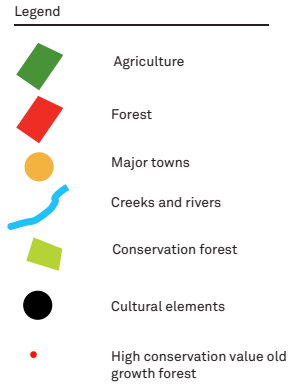 Legend
Agriculture
Forest
Major towns
Creeks and rivers
Conservation forest
Cultural elements
High conservation value old
growth forest